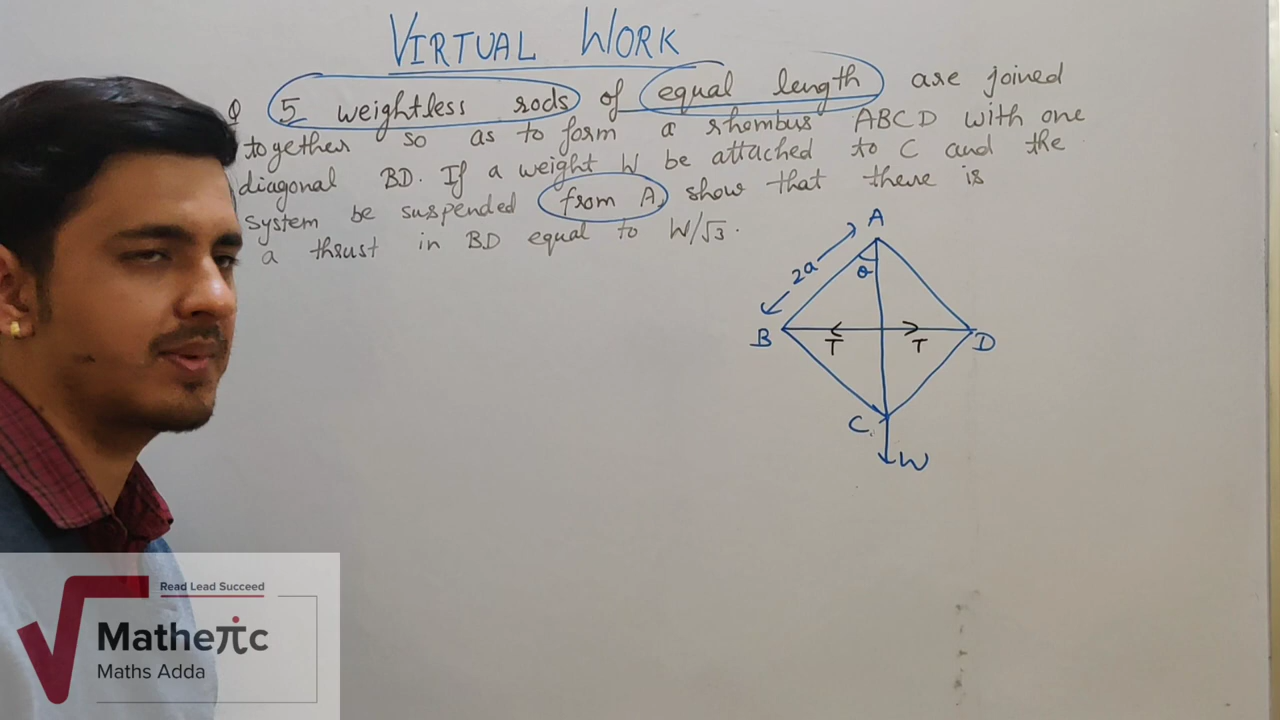 VIRTUAL WORK
Q 5 weightless rods of equal length are joined
together so as to form a rhombus ABCD with one
diagonal BD. If a weight W be attached to C and the
system be suspended from A, show that there is
a thrust in BD equal to W/√3.
A
2a
θ
B
T
T
D
C
W
Read Lead Succeed
Matheπc
Maths Adda